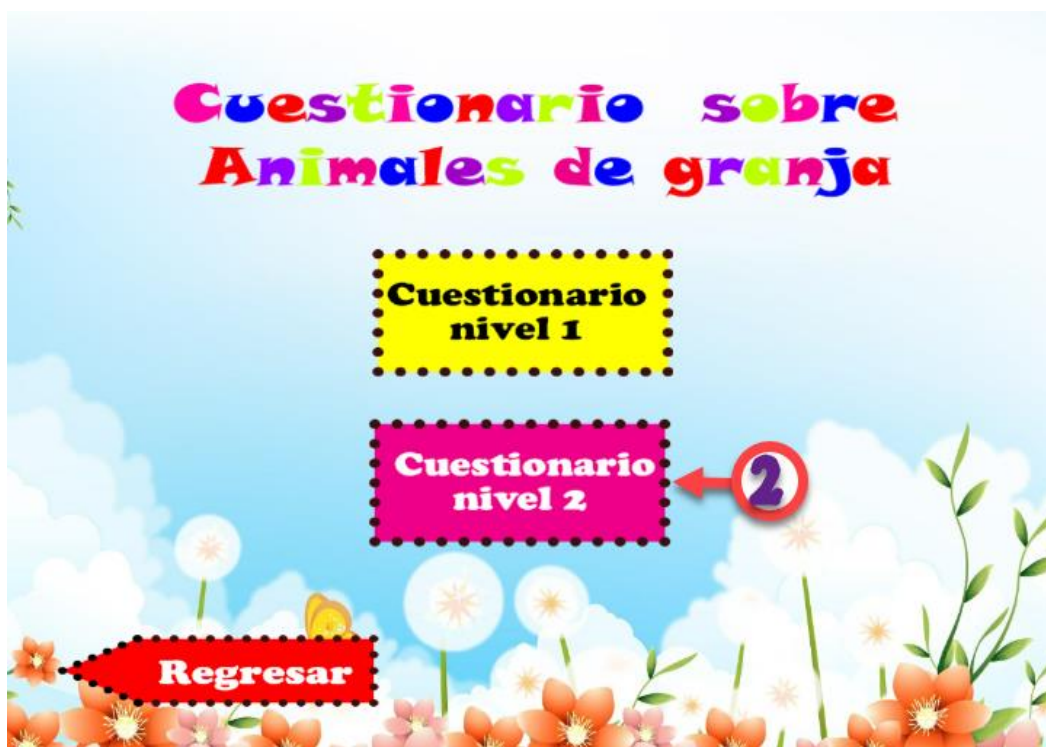 Cuestionario sobre
Animales de granja
Cuestionario
nivel 1
Cuestionario
nivel 2
2
Regresar